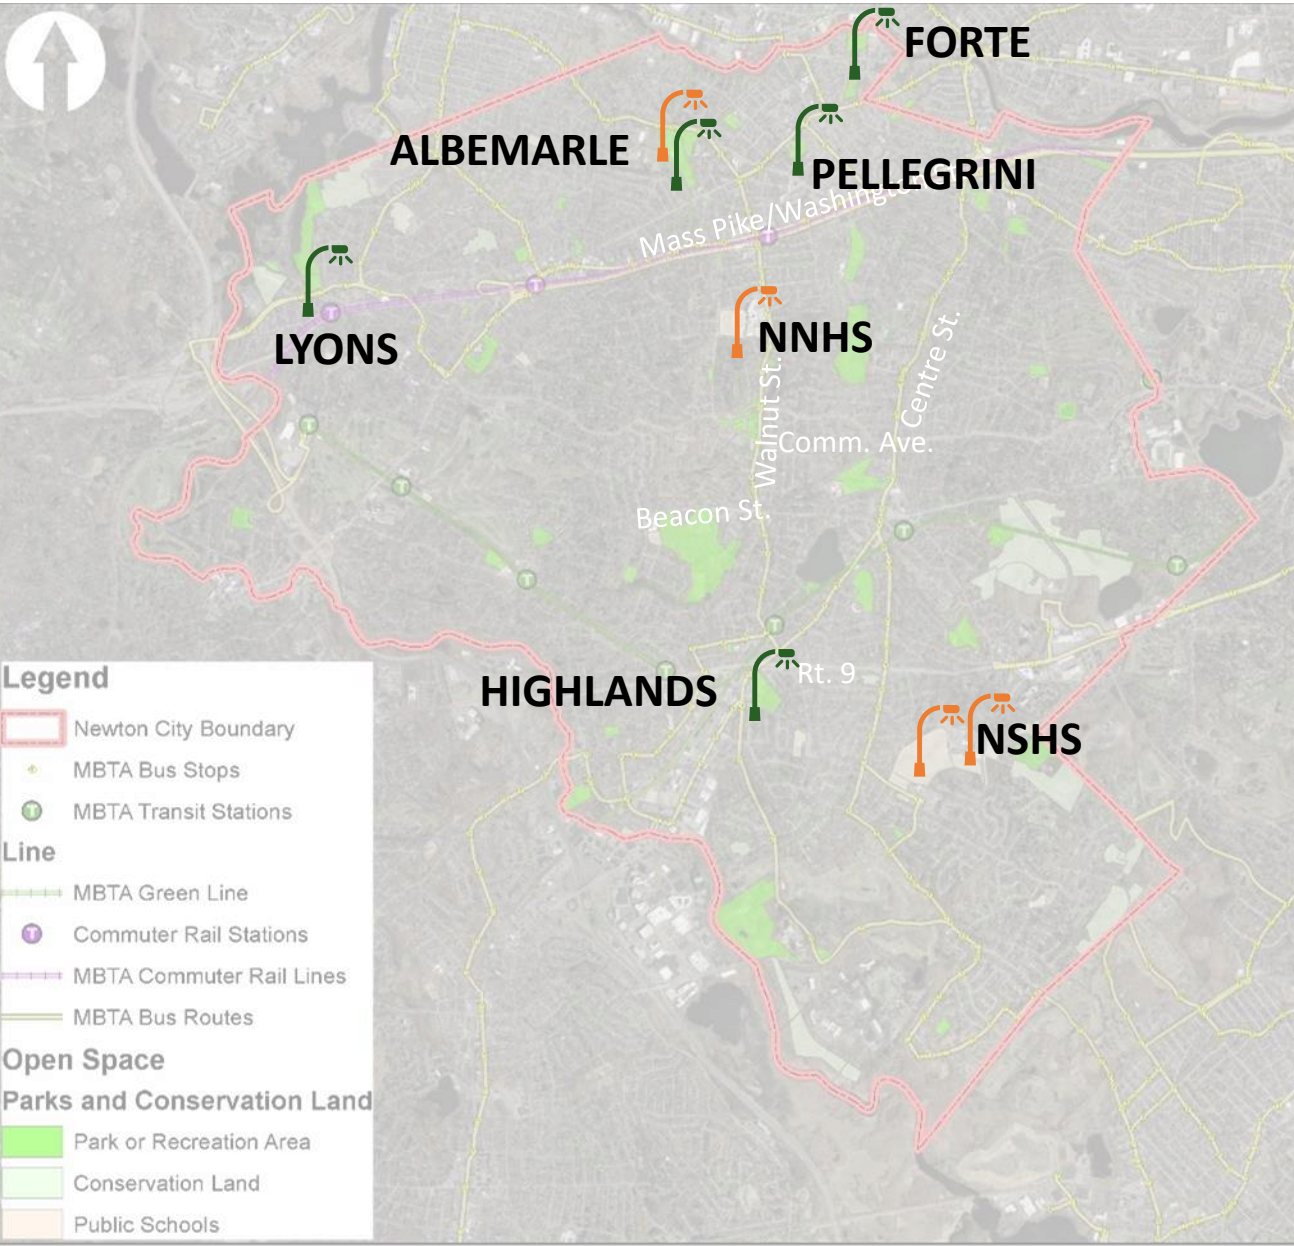 FORTE
ALBEMARLE
PELLEGRINI
Mass Pike/Washington
LYONS
NNHS
Centre St.
Walnut St.
Comm. Ave.
Beacon St.
HIGHLANDS
Rt. 9
NSHS
Legend
Newton City Boundary
MBTA Bus Stops
T MBTA Transit Stations
Line
MBTA Green Line
T Commuter Rail Stations
MBTA Commuter Rail Lines
MBTA Bus Routes
Open Space
Parks and Conservation Land
Park or Recreation Area
Conservation Land
Public Schools